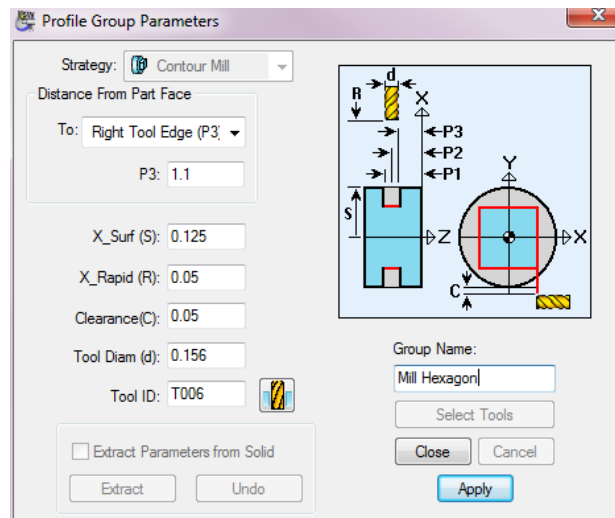 Profile Group Parameters
Strategy: Contour Mill
Distance From Part Face
To: Right Tool Edge (P3)
P3: 1.1
X_Surf (S): 0.125
X_Rapid (R): 0.05
Clearance(C): 0.05
Tool Diam (d): 0.156
Tool ID: T006
Extract Parameters from Solid
Extract Undo
d
R
X
P3
P2
P1
S
Z
Y
X
C
Group Name:
Mill Hexagon
Select Tools
Close Cancel
Apply